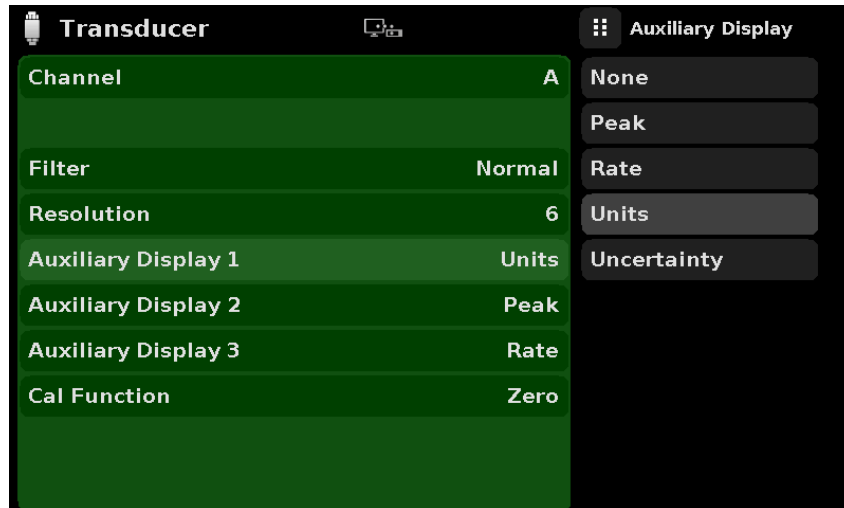 Transducer
Channel A
Filter Normal
Resolution 6
Auxiliary Display 1 Units
Auxiliary Display 2 Peak
Auxiliary Display 3 Rate
Cal Function Zero
Auxiliary Display
None
Peak
Rate
Units
Uncertainty